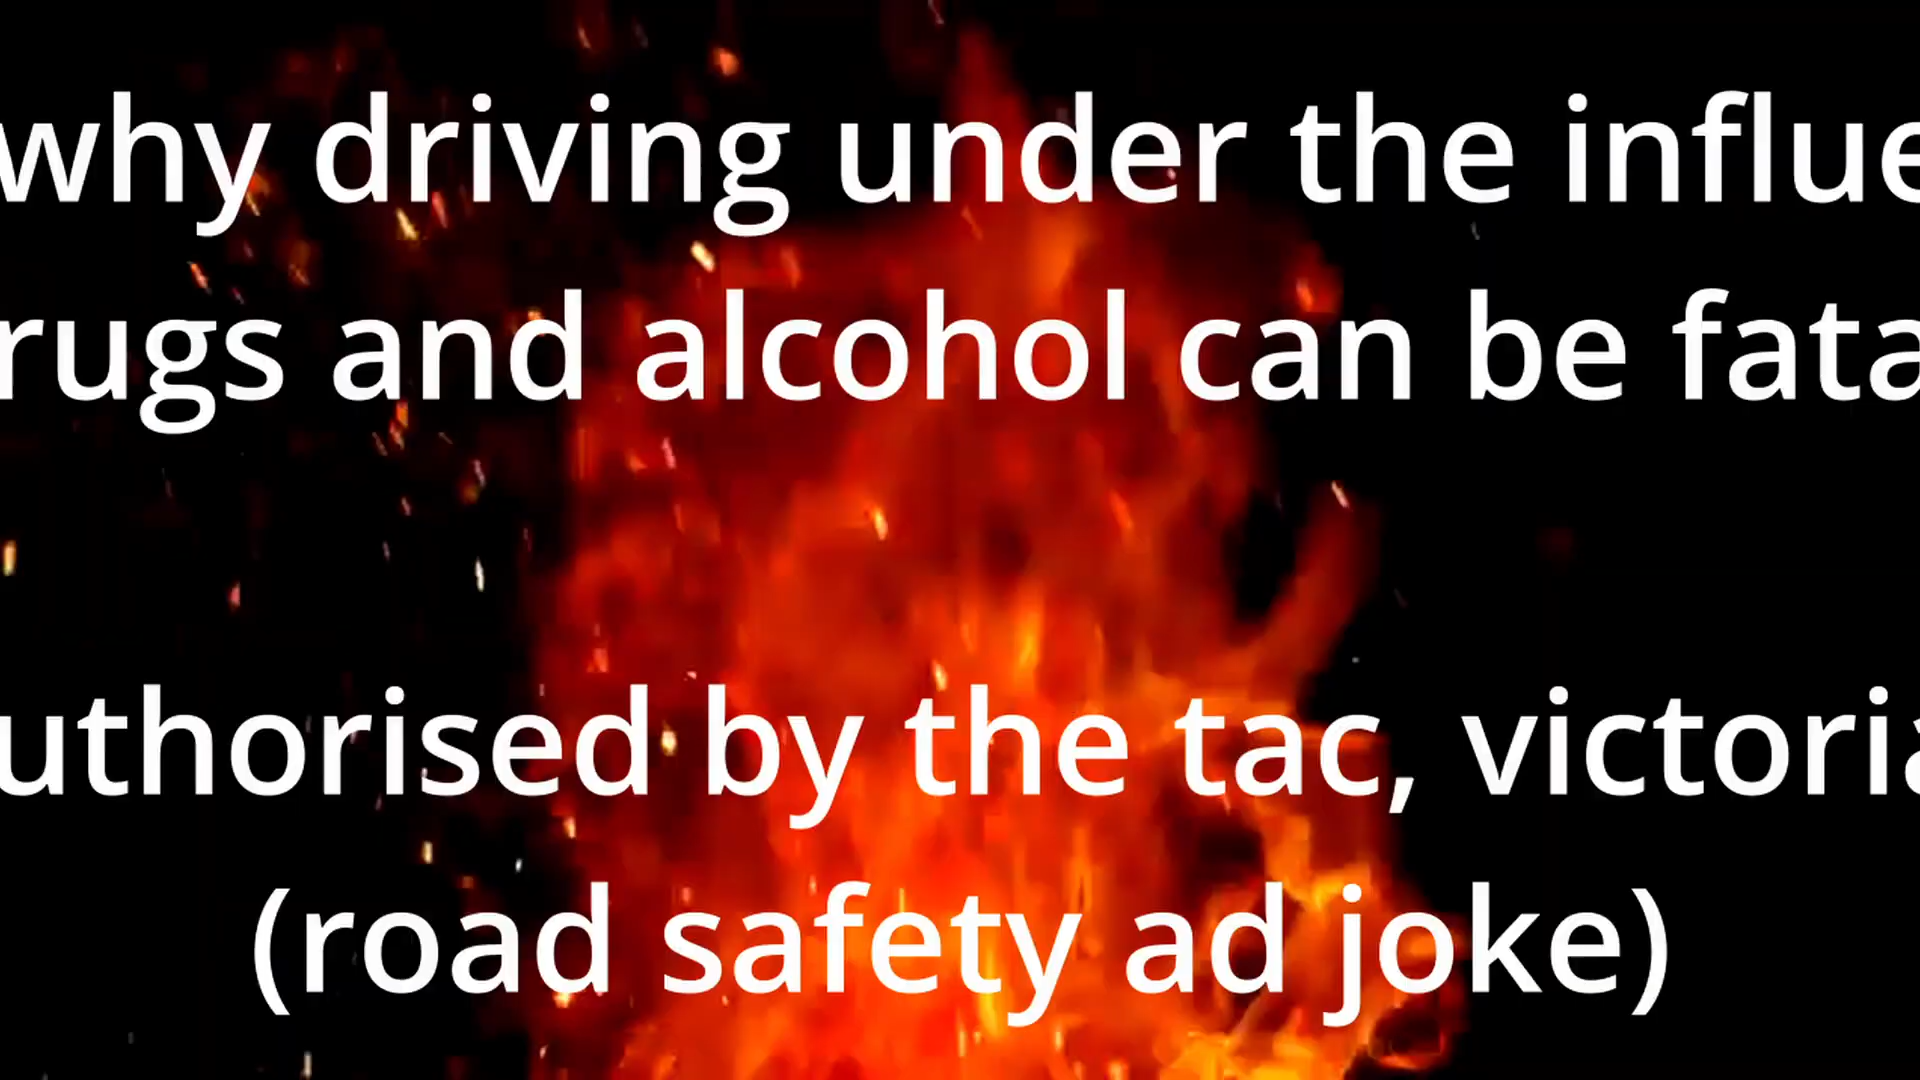 why driving under the influe
rugs and alcohol can be fata
uthorised by the tac, victoria
(road safety ad joke)